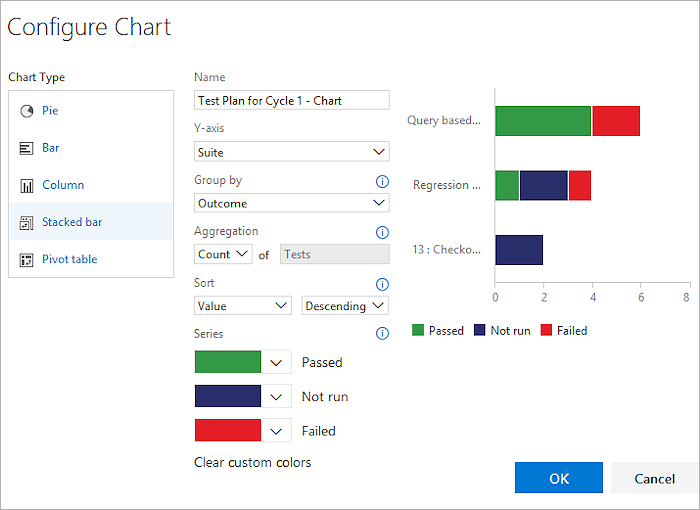 Configure Chart
Chart Type
Pie
Bar
Column
Stacked bar
Pivot table
Name
Test Plan for Cycle 1 - Chart
Y-axis
Suite
Group by
Outcome
Aggregation
Count of Tests
Sort
Value Descending
Series
Passed
Not run
Failed
Clear custom colors
Query based...
Regression ...
13 : Checko...
0 2 4 6 8
Passed Not run Failed
OK Cancel